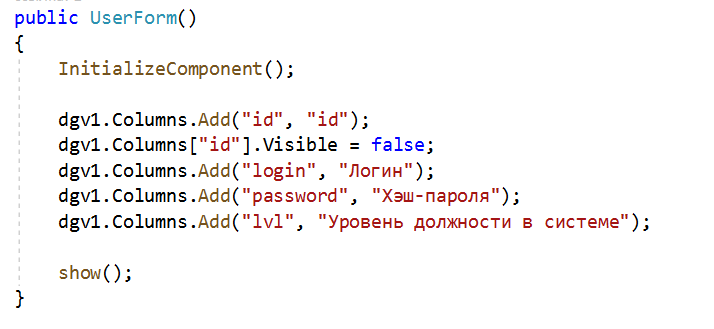 public UserForm()
{
InitializeComponent();
dgv1.Columns.Add("id", "id");
dgv1.Columns["id"].Visible = false;
dgv1.Columns.Add("login", "Логин");
dgv1.Columns.Add("password", "Хэш-пароля");
dgv1.Columns.Add("lvl", "Уровень должности в системе");
show();
}